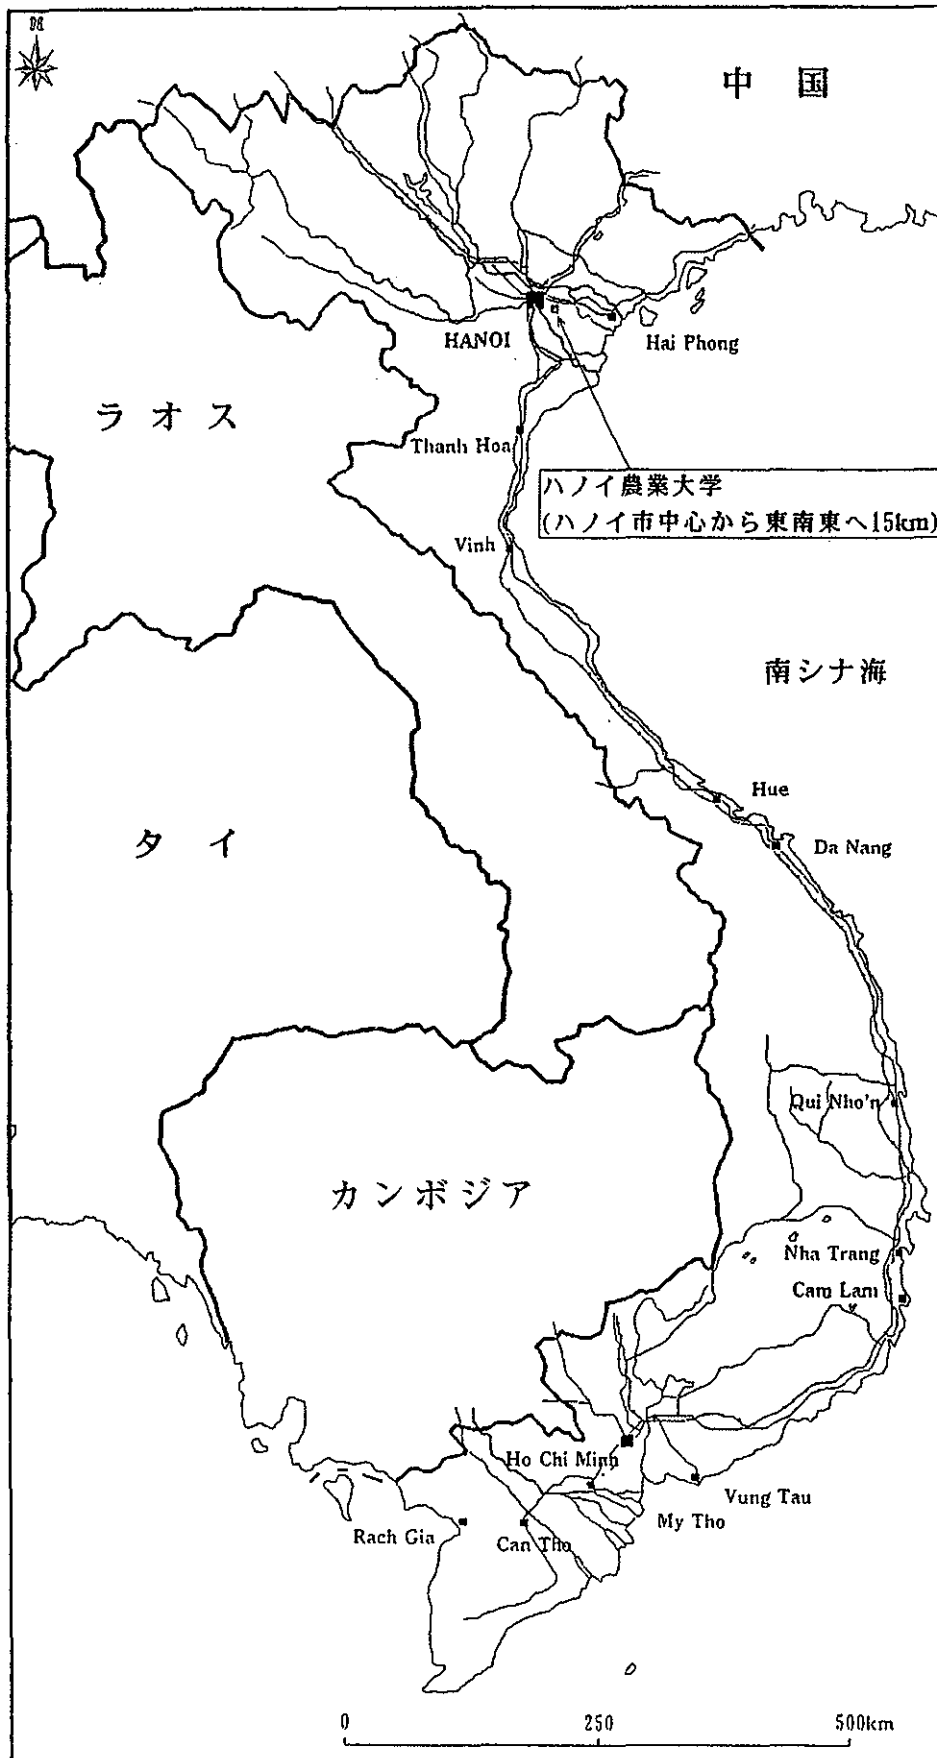 N
中国
HANOI
Hai Phong
ラオス
Thanh Hoa
ハノイ農業大学
(ハノイ市中心から東南東へ15km)
Vinh
南シナ海
Hue
タイ
Da Nang
Qui Nho'n
カンボジア
Nha Trang
Cam Lam
Ho Chi Minh
Vung Tau
My Tho
Rach Gia
Can Tho
0 250 500km